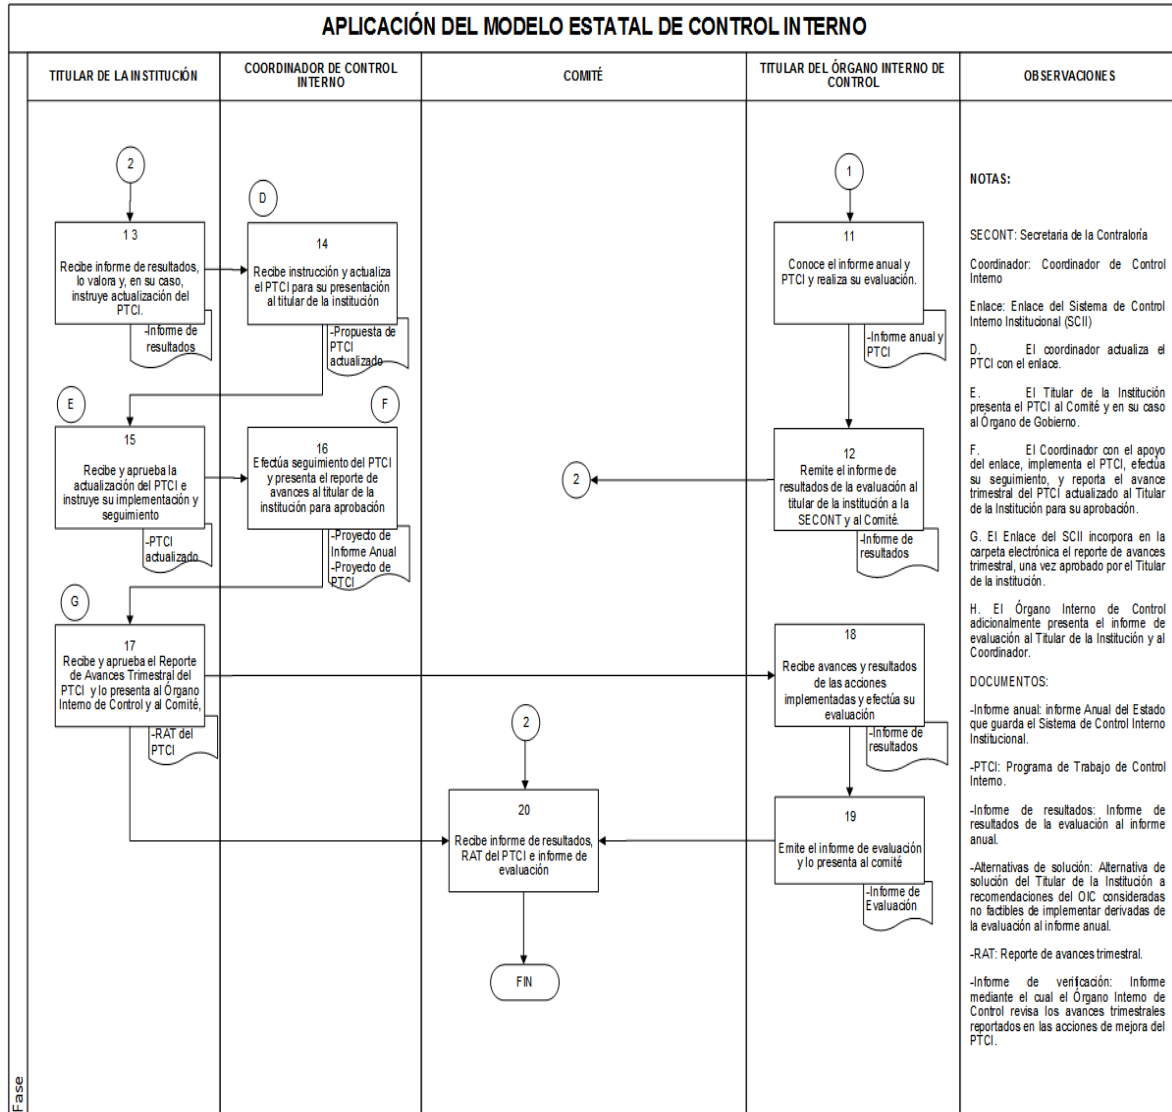 APLICACIÓN DEL MODELO ESTATAL DE CONTROL INTERNO
TITULAR DE LA INSTITUCIÓN
COORDINADOR DE CONTROL
INTERNO
COMITÉ
TITULAR DEL ÓRGANO INTERNO DE
CONTROL
OBSERVACIONES
2
13
Recibe informe de resultados,
lo valora y, en su caso,
instruye actualización del
PTCI.
-Informe de
resultados
D
14
Recibe instrucción y actualiza
el PTCI para su presentación
al titular de la institución
-Propuesta de
PTCI
actualizado
1
11
Conoce el informe anual y
PTCI y realiza su evaluación.
-Informe anual y
PTCI
E
15
Recibe y aprueba la
actualización del PTCI e
instruye su implementación y
seguimiento
-PTCI
actualizado
F
16
Efectúa seguimiento del PTCI
y presenta el reporte de
avances al titular de la
institución para aprobación
-Proyecto de
Informe Anual
-Proyecto de
PTCI
2
12
Remite el informe de
resultados de la evaluación al
titular de la institución a la
SECONT y al Comité.
-Informe de
resultados
G
17
Recibe y aprueba el Reporte
de Avances Trimestral del
PTCI y lo presenta al Órgano
Interno de Control y al Comité,
-RAT del
PTCI
18
Recibe avances y resultados
de las acciones
implementadas y efectúa su
evaluación
-Informe de
resultados
2
20
Recibe informe de resultados,
RAT del PTCI e informe de
evaluación
19
Emite el informe de evaluación
y lo presenta al comité
-Informe de
Evaluación
FIN
NOTAS:
SECONT: Secretaria de la Contraloría
Coordinador: Coordinador de Control
Interno
Enlace: Enlace del Sistema de Control
Interno Institucional (SCII)
D. El coordinador actualiza el
PTCI con el enlace.
E. El Titular de la Institución
presenta el PTCI al Comité y en su caso
al Órgano de Gobierno.
F. El Coordinador con el apoyo
del enlace, implementa el PTCI, efectúa
su seguimiento, y reporta el avance
trimestral del PTCI actualizado al Titular
de la Institución para su aprobación.
G. El Enlace del SCII incorpora en la
carpeta electrónica el reporte de avances
trimestral, una vez aprobado por el Titular
de la institución.
H. El Órgano Interno de Control
adicionalmente presenta el informe de
evaluación al Titular de la Institución y al
Coordinador.
DOCUMENTOS:
-Informe anual: informe Anual del Estado
que guarda el Sistema de Control Interno
Institucional.
-PTCI: Programa de Trabajo de Control
Interno.
-Informe de resultados: Informe de
resultados de la evaluación al informe
anual.
-Alternativas de solución: Alternativa de
solución del Titular de la Institución a
recomendaciones del OIC consideradas
no factibles de implementar derivadas de
la evaluación al informe anual.
-RAT: Reporte de avances trimestral.
-Informe de verificación: Informe
mediante el cual el Órgano Interno de
Control revisa los avances trimestrales
reportados en las acciones de mejora del
PTCI.
Fase